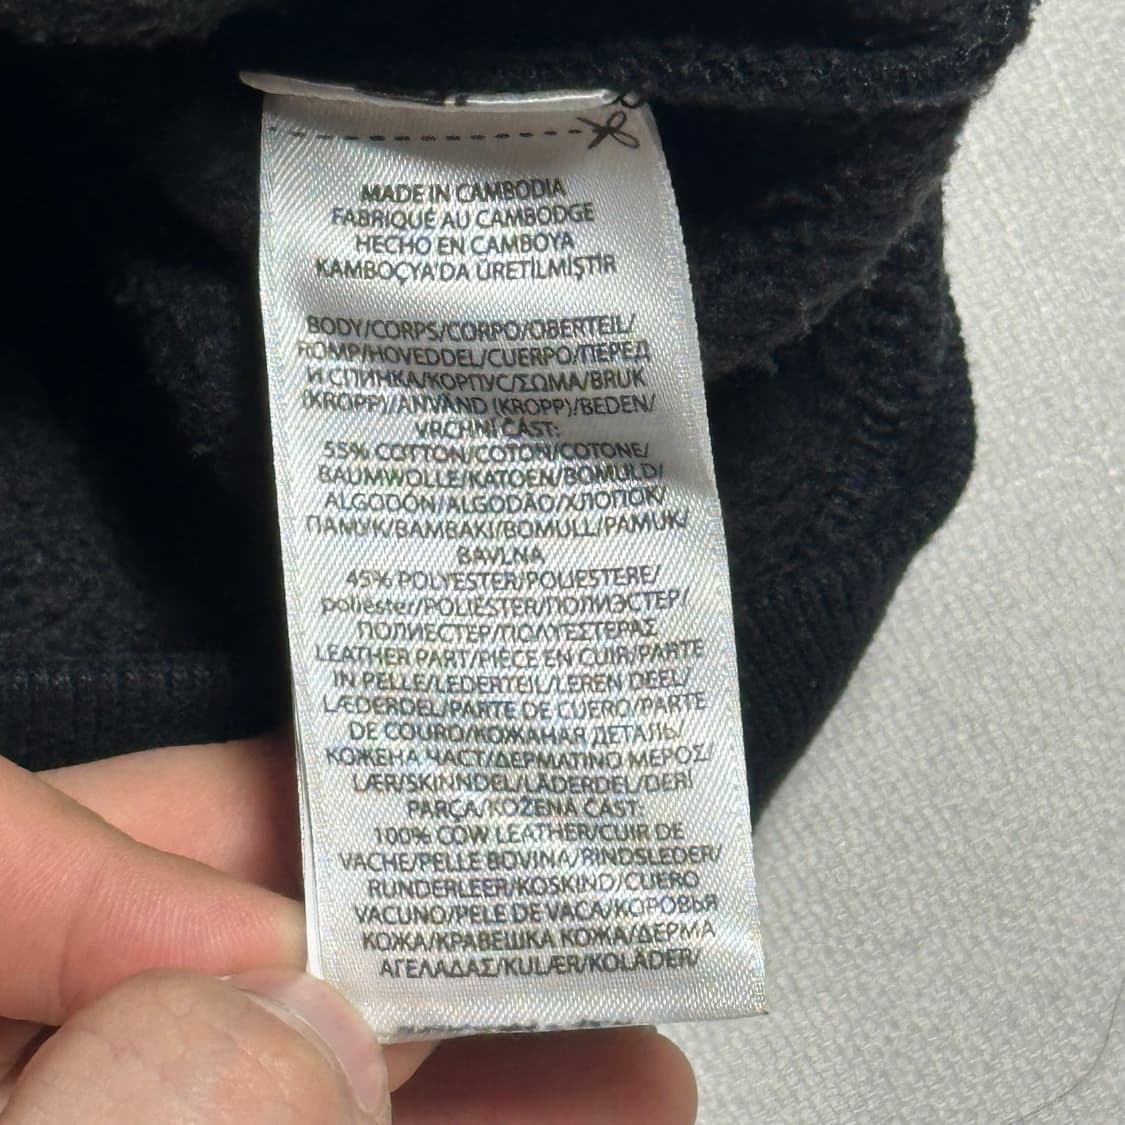 MADE IN CAMBODIA
FABRIQUÉ AU CAMBODGE
HECHO EN CAMBOYA
KAMBOÇYA'DA ÜRETİLMİŞTİR
BODY/CORPS/CORPO/OBERTEIL/
ROMP/HOVEDDEL/CUERPO/ПЕРЕД
И СПИНКА/КОРПУС/ΣΩΜΑ/BRUK
(KROPP)/ANVÄND (KROPP)/BEDEN/
VRCHNÍ ČÁST:
55% COTTON/COTON/COTONE/
BAUMWOLLE/KATOEN/BOMULD/
ALGODÓN/ALGODÃO/ХЛОПОК/
ПАМУК/ΒΑΜΒΑΚΙ/BOMULL/PAMUK/
BAVLNA
45% POLYESTER/POLIESTERE/
poliester/POLIÉSTER/ПОЛИЭСТЕР/
ПОЛИЕСТЕР/ΠΟΛΥΕΣΤΕΡΑΣ
LEATHER PART/PIÈCE EN CUIR/PARTE
IN PELLE/LEDERTEIL/LEREN DEEL/
LÆDERDEL/PARTE DE CUERO/PARTE
DE COURO/КОЖАНАЯ ДЕТАЛЬ/
КОЖЕНА ЧАСТ/ΔΕΡΜΑΤΙΝΟ ΜΕΡΟΣ/
LÆR/SKINNDEL/LÄDERDEL/DERİ
PARÇA/KOŽENÁ ČÁST:
100% COW LEATHER/CUIR DE
VACHE/PELLE BOVINA/RINDSLEDER/
RUNDERLEER/KOSKIND/CUERO
VACUNO/PELE DE VACA/КОРОВЬЯ
КОЖА/КРАВЕШКА КОЖА/ΔΕΡΜΑ
ΑΓΕΛΑΔΑΣ/KULÆR/KOLÄDER/